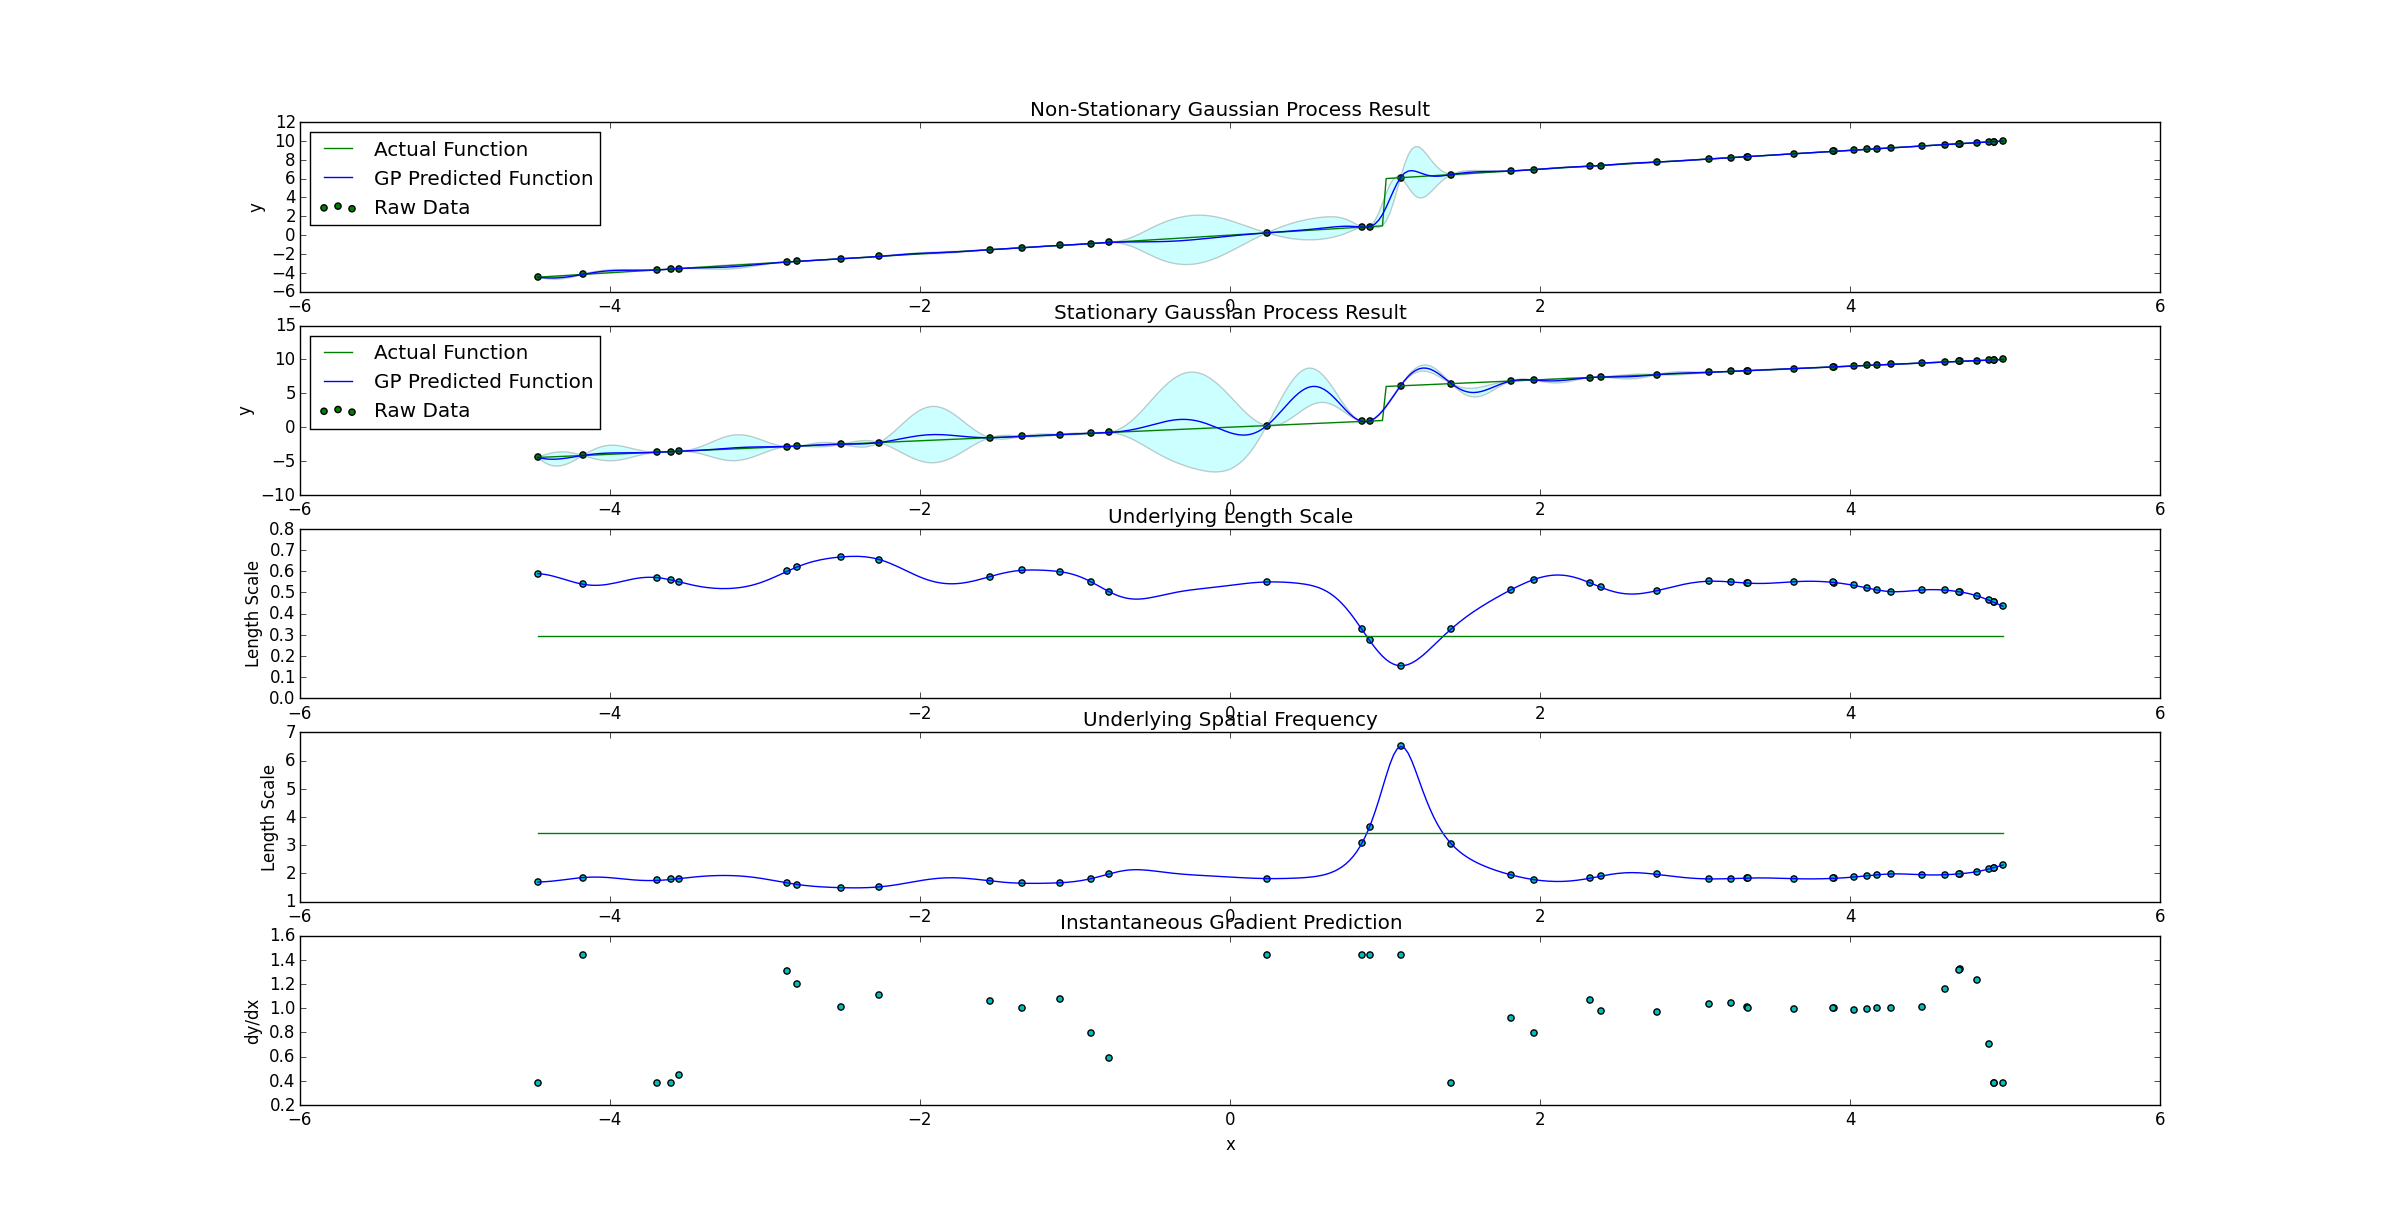 Non-Stationary Gaussian Process Result
12
10
8
6
4
2
0
−2
−4
−6
y
Actual Function
GP Predicted Function
Raw Data
−6 −4 −2 0 2 4 6
Stationary Gaussian Process Result
15
10
5
0
−5
−10
y
Actual Function
GP Predicted Function
Raw Data
−6 −4 −2 0 2 4 6
Underlying Length Scale
0.8
0.7
0.6
0.5
0.4
0.3
0.2
0.1
0.0
Length Scale
−6 −4 −2 0 2 4 6
Underlying Spatial Frequency
7
6
5
4
3
2
1
Length Scale
−6 −4 −2 0 2 4 6
Instantaneous Gradient Prediction
1.6
1.4
1.2
1.0
0.8
0.6
0.4
0.2
dy/dx
−6 −4 −2 0 2 4 6
x